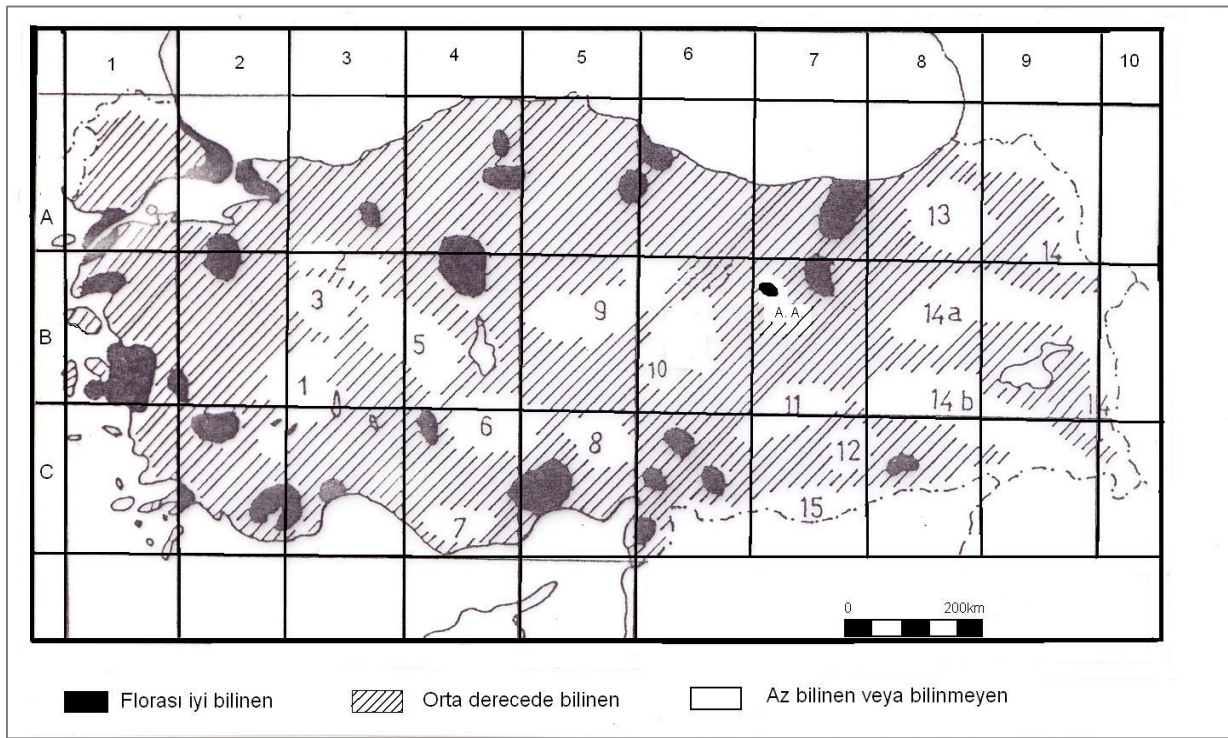 1 2 3 4 5 6 7 8 9 10
A
13
14
2
3
B
9
A. A
14a
5
10
1
11
14 b
14
6
8
12
C
7
15
0 200km
Florası iyi bilinen
Orta derecede bilinen
Az bilinen veya bilinmeyen